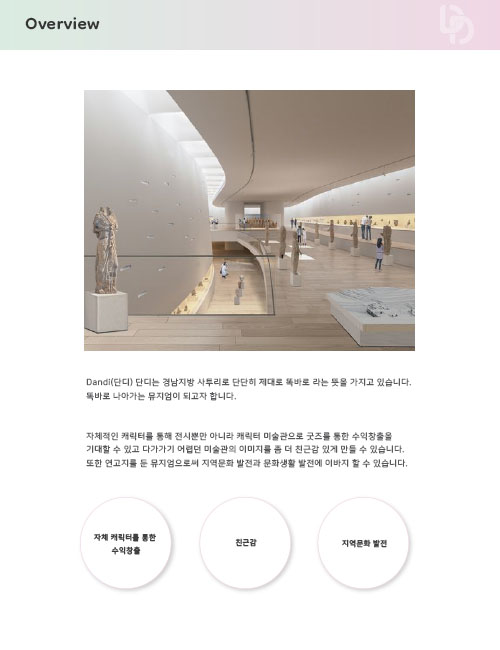 Overview
Dandi(단디) 단디는 경남지방 사투리로 단단히 제대로 똑바로 라는 뜻을 가지고 있습니다.
똑바로 나아가는 뮤지엄이 되고자 합니다.
자체적인 캐릭터를 통해 전시뿐만 아니라 캐릭터 미술관으로 굿즈를 통한 수익창출을
기대할 수 있고 다가가기 어렵던 미술관의 이미지를 좀 더 친근감 있게 만들 수 있습니다.
또한 연고지를 둔 뮤지엄으로써 지역문화 발전과 문화생활 발전에 이바지 할 수 있습니다.
자체 캐릭터를 통한
수익창출
친근감
지역문화 발전